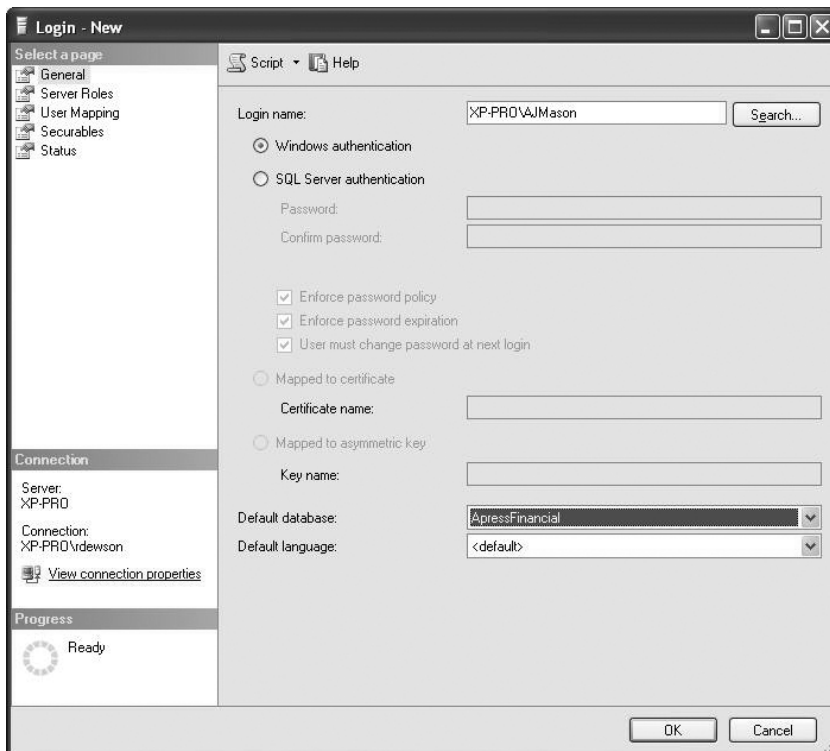 Login - New
Select a page
General
Server Roles
User Mapping
Securables
Status
Script
Help
Login name:
XP-PRO\AJMason
Search...
Windows authentication
SQL Server authentication
Password:
Confirm password:
Enforce password policy
Enforce password expiration
User must change password at next login
Mapped to certificate
Certificate name:
Mapped to asymmetric key
Key name:
Default database:
ApressFinancial
Default language:
<default>
Connection
Server:
XP-PRO
Connection:
XP-PRO\rdewson
View connection properties
Progress
Ready
OK
Cancel